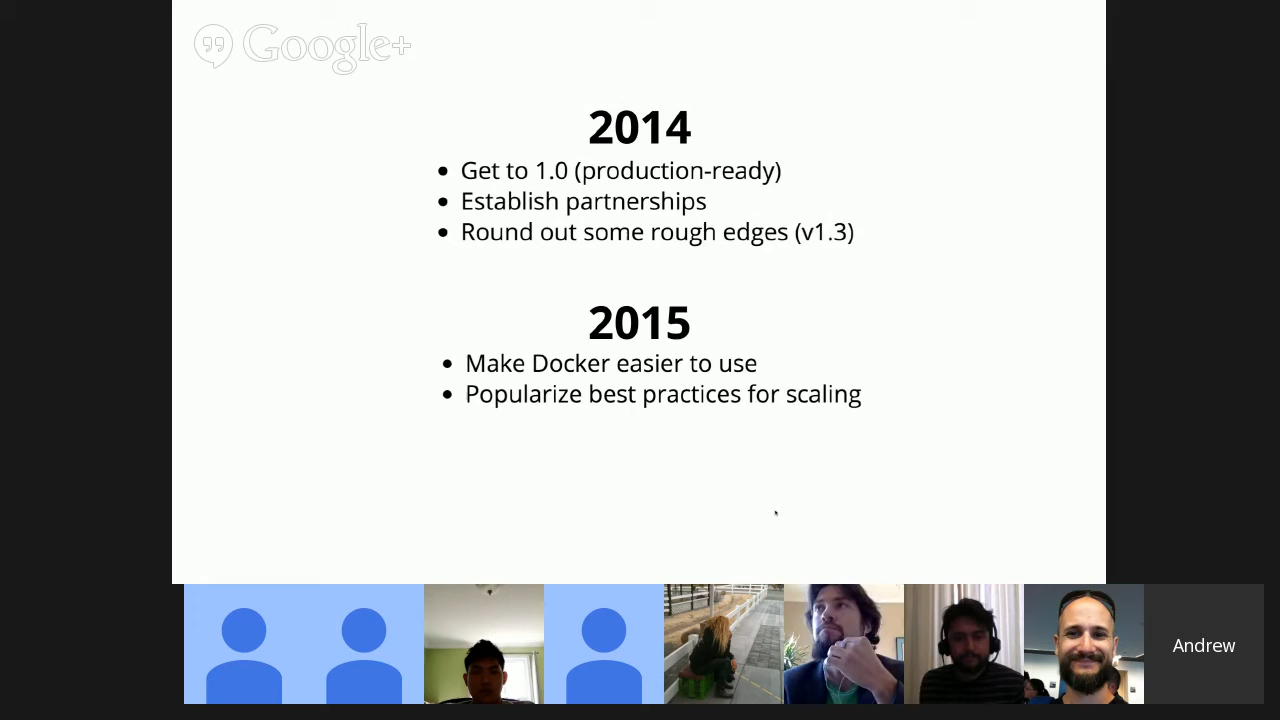 Google+
2014
• Get to 1.0 (production-ready)
• Establish partnerships
• Round out some rough edges (v1.3)
2015
• Make Docker easier to use
• Popularize best practices for scaling
Andrew